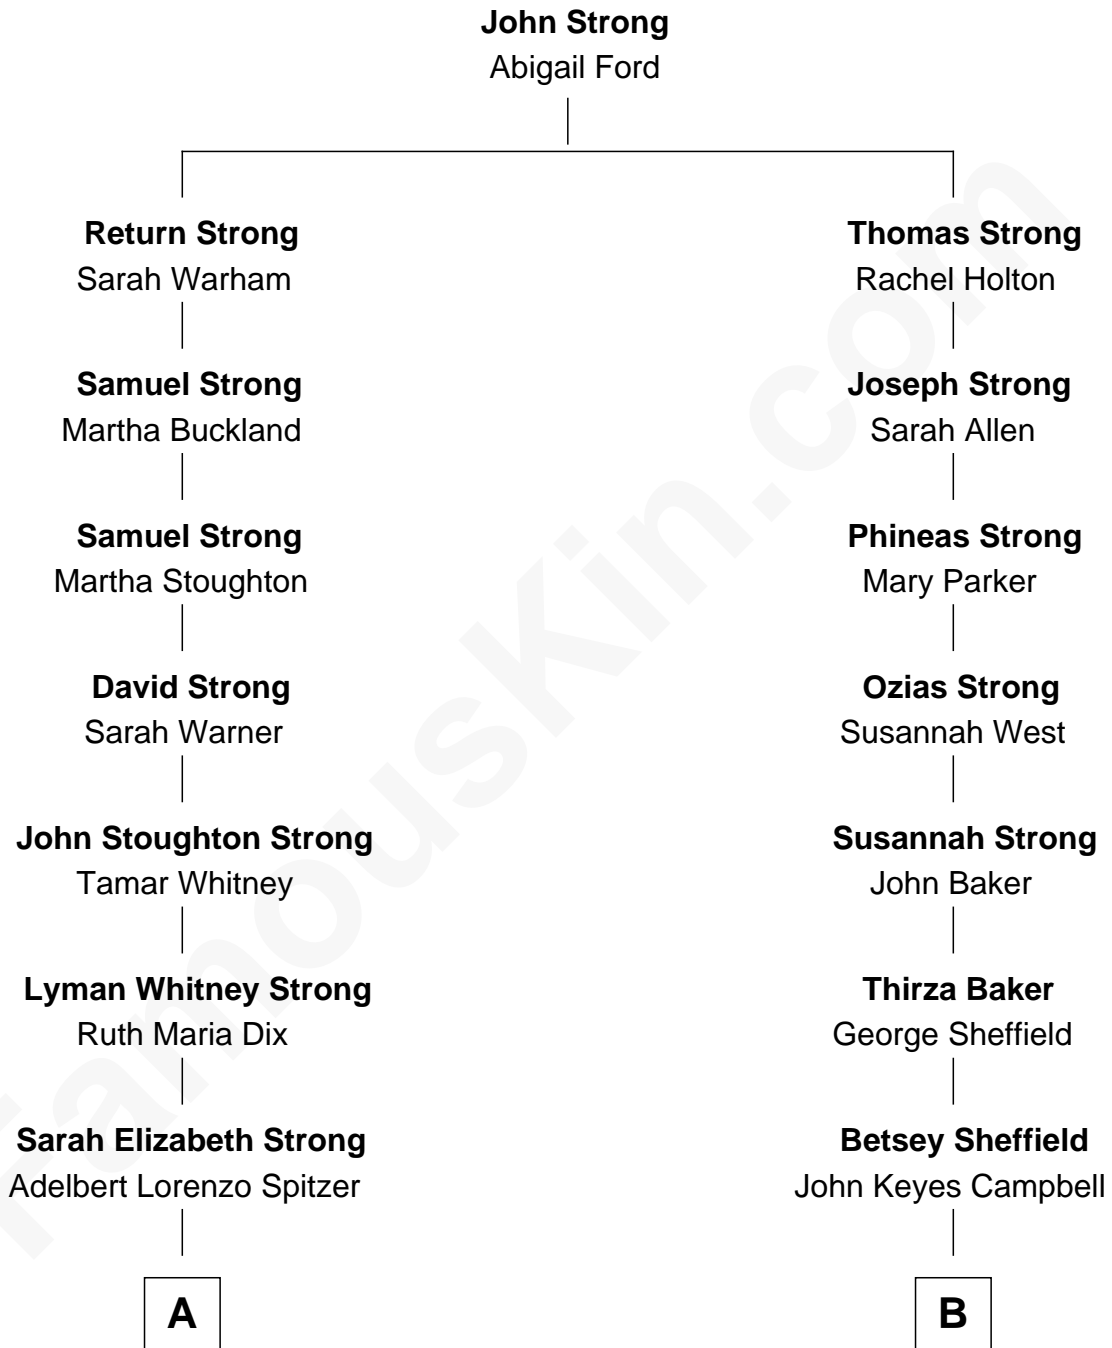 John Strong
Abigail Ford
Return Strong
Sarah Warham
Thomas Strong
Rachel Holton
Samuel Strong
Martha Buckland
Joseph Strong
Sarah Allen
Samuel Strong
Martha Stoughton
Phineas Strong
Mary Parker
David Strong
Sarah Warner
Ozias Strong
Susannah West
John Stoughton Strong
Tamar Whitney
Susannah Strong
John Baker
Lyman Whitney Strong
Ruth Maria Dix
Thirza Baker
George Sheffield
Sarah Elizabeth Strong
Adelbert Lorenzo Spitzer
Betsey Sheffield
John Keyes Campbell
A
B
FamousKin.com